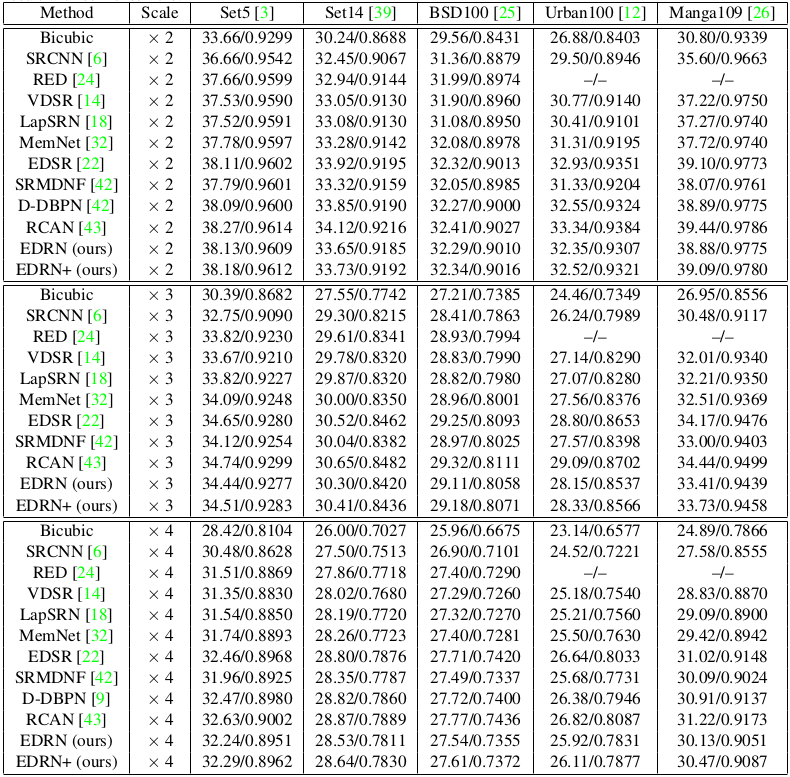 Method Scale Set5 [3] Set14 [39] BSD100 [25] Urban100 [12] Manga109 [26]
Bicubic × 2 33.66/0.9299 30.24/0.8688 29.56/0.8431 26.88/0.8403 30.80/0.9339
SRCNN [6] × 2 36.66/0.9542 32.45/0.9067 31.36/0.8879 29.50/0.8946 35.60/0.9663
RED [24] × 2 37.66/0.9599 32.94/0.9144 31.99/0.8974 –/– –/–
VDSR [14] × 2 37.53/0.9590 33.05/0.9130 31.90/0.8960 30.77/0.9140 37.22/0.9750
LapSRN [18] × 2 37.52/0.9591 33.08/0.9130 31.08/0.8950 30.41/0.9101 37.27/0.9740
MemNet [32] × 2 37.78/0.9597 33.28/0.9142 32.08/0.8978 31.31/0.9195 37.72/0.9740
EDSR [22] × 2 38.11/0.9602 33.92/0.9195 32.32/0.9013 32.93/0.9351 39.10/0.9773
SRMDNF [42] × 2 37.79/0.9601 33.32/0.9159 32.05/0.8985 31.33/0.9204 38.07/0.9761
D-DBPN [42] × 2 38.09/0.9600 33.85/0.9190 32.27/0.9000 32.55/0.9324 38.89/0.9775
RCAN [43] × 2 38.27/0.9614 34.12/0.9216 32.41/0.9027 33.34/0.9384 39.44/0.9786
EDRN (ours) × 2 38.13/0.9609 33.65/0.9185 32.29/0.9010 32.35/0.9307 38.88/0.9775
EDRN+ (ours) × 2 38.18/0.9612 33.73/0.9192 32.34/0.9016 32.52/0.9321 39.09/0.9780
Bicubic × 3 30.39/0.8682 27.55/0.7742 27.21/0.7385 24.46/0.7349 26.95/0.8556
SRCNN [6] × 3 32.75/0.9090 29.30/0.8215 28.41/0.7863 26.24/0.7989 30.48/0.9117
RED [24] × 3 33.82/0.9230 29.61/0.8341 28.93/0.7994 –/– –/–
VDSR [14] × 3 33.67/0.9210 29.78/0.8320 28.83/0.7990 27.14/0.8290 32.01/0.9340
LapSRN [18] × 3 33.82/0.9227 29.87/0.8320 28.82/0.7980 27.07/0.8280 32.21/0.9350
MemNet [32] × 3 34.09/0.9248 30.00/0.8350 28.96/0.8001 27.56/0.8376 32.51/0.9369
EDSR [22] × 3 34.65/0.9280 30.52/0.8462 29.25/0.8093 28.80/0.8653 34.17/0.9476
SRMDNF [42] × 3 34.12/0.9254 30.04/0.8382 28.97/0.8025 27.57/0.8398 33.00/0.9403
RCAN [43] × 3 34.74/0.9299 30.65/0.8482 29.32/0.8111 29.09/0.8702 34.44/0.9499
EDRN (ours) × 3 34.44/0.9277 30.30/0.8420 29.11/0.8058 28.15/0.8537 33.41/0.9439
EDRN+ (ours) × 3 34.51/0.9283 30.41/0.8436 29.18/0.8071 28.33/0.8566 33.73/0.9458
Bicubic × 4 28.42/0.8104 26.00/0.7027 25.96/0.6675 23.14/0.6577 24.89/0.7866
SRCNN [6] × 4 30.48/0.8628 27.50/0.7513 26.90/0.7101 24.52/0.7221 27.58/0.8555
RED [24] × 4 31.51/0.8869 27.86/0.7718 27.40/0.7290 –/– –/–
VDSR [14] × 4 31.35/0.8830 28.02/0.7680 27.29/0.7260 25.18/0.7540 28.83/0.8870
LapSRN [18] × 4 31.54/0.8850 28.19/0.7720 27.32/0.7270 25.21/0.7560 29.09/0.8900
MemNet [32] × 4 31.74/0.8893 28.26/0.7723 27.40/0.7281 25.50/0.7630 29.42/0.8942
EDSR [22] × 4 32.46/0.8968 28.80/0.7876 27.71/0.7420 26.64/0.8033 31.02/0.9148
SRMDNF [42] × 4 31.96/0.8925 28.35/0.7787 27.49/0.7337 25.68/0.7731 30.09/0.9024
D-DBPN [9] × 4 32.47/0.8980 28.82/0.7860 27.72/0.7400 26.38/0.7946 30.91/0.9137
RCAN [43] × 4 32.63/0.9002 28.87/0.7889 27.77/0.7436 26.82/0.8087 31.22/0.9173
EDRN (ours) × 4 32.24/0.8951 28.53/0.7811 27.54/0.7355 25.92/0.7831 30.13/0.9051
EDRN+ (ours) × 4 32.29/0.8962 28.64/0.7830 27.61/0.7372 26.11/0.7877 30.47/0.9087